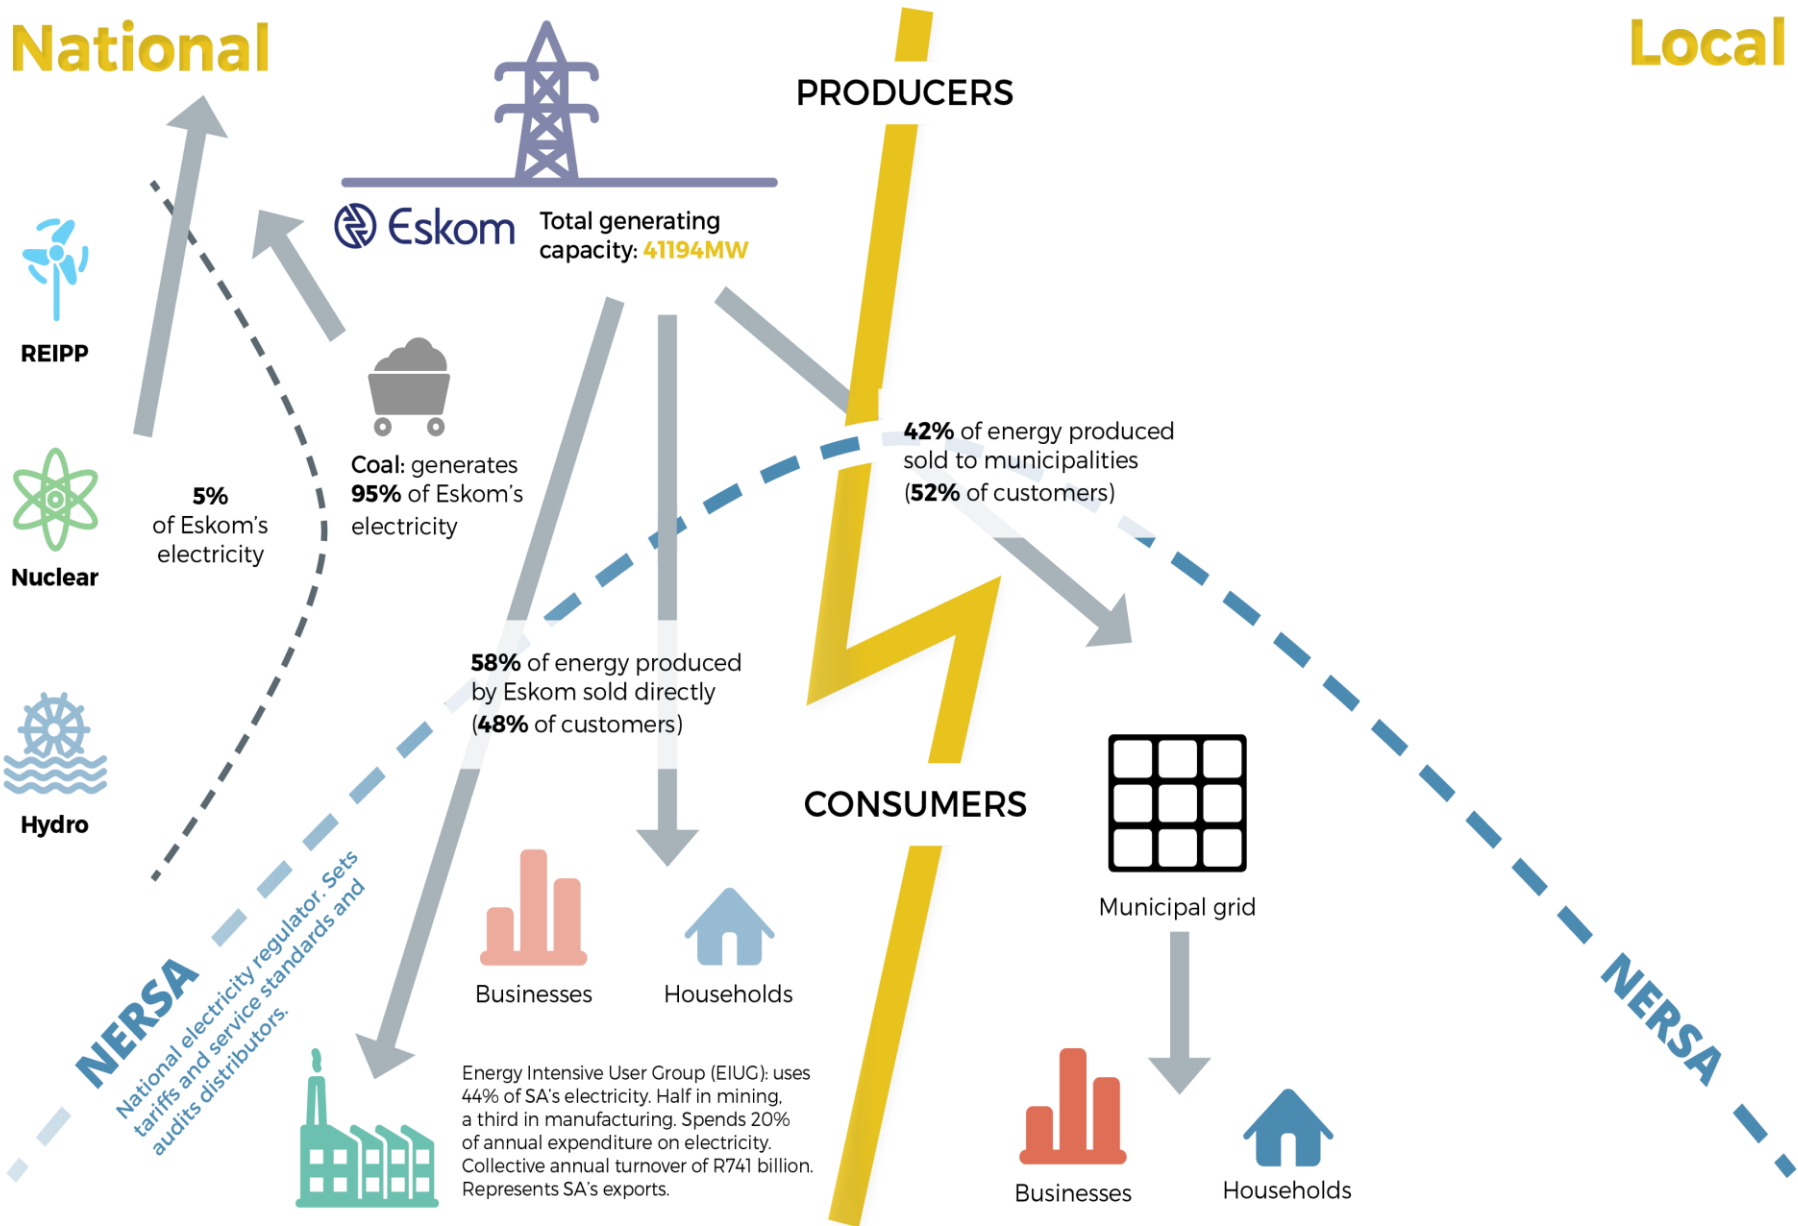 National
Local
PRODUCERS
Eskom
Total generating
capacity: 41194MW
REIPP
Nuclear
Hydro
5%
of Eskom's
electricity
Coal: generates
95% of Eskom's
electricity
42% of energy produced
sold to municipalities
(52% of customers)
58% of energy produced
by Eskom sold directly
(48% of customers)
CONSUMERS
Municipal grid
Businesses
Households
NERSA
National electricity regulator. Sets
tariffs and service standards and
audits distributors.
NERSA
Energy Intensive User Group (EIUG): uses
44% of SA's electricity. Half in mining,
a third in manufacturing. Spends 20%
of annual expenditure on electricity.
Collective annual turnover of R741 billion.
Represents SA's exports.
Businesses
Households